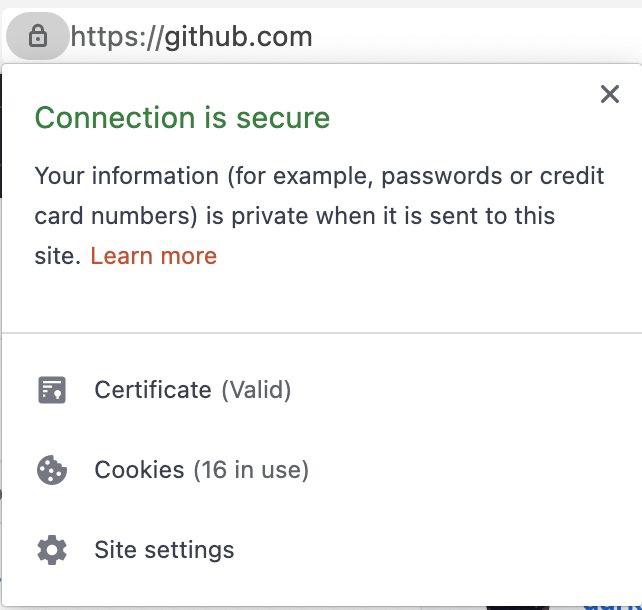 https://github.com
Connection is secure
Your information (for example, passwords or credit
card numbers) is private when it is sent to this
site. Learn more
Certificate (Valid)
Cookies (16 in use)
Site settings